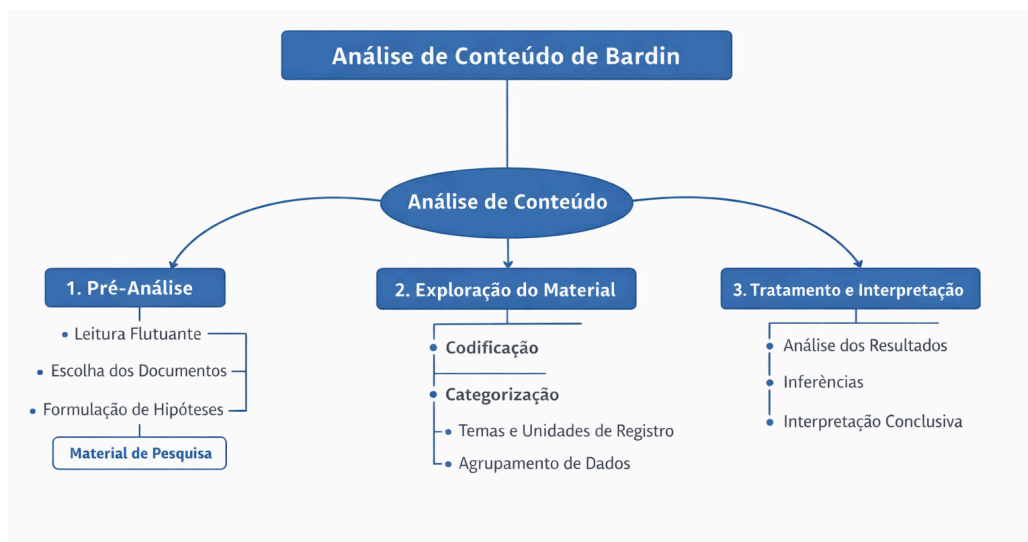 Análise de Conteúdo de Bardin
Análise de Conteúdo
1. Pré-Análise
Leitura Flutuante
Escolha dos Documentos
Formulação de Hipóteses
Material de Pesquisa
2. Exploração do Material
Codificação
Categorização
Temas e Unidades de Registro
Agrupamento de Dados
3. Tratamento e Interpretação
Análise dos Resultados
Inferèncias
Interpretação Conclusiva